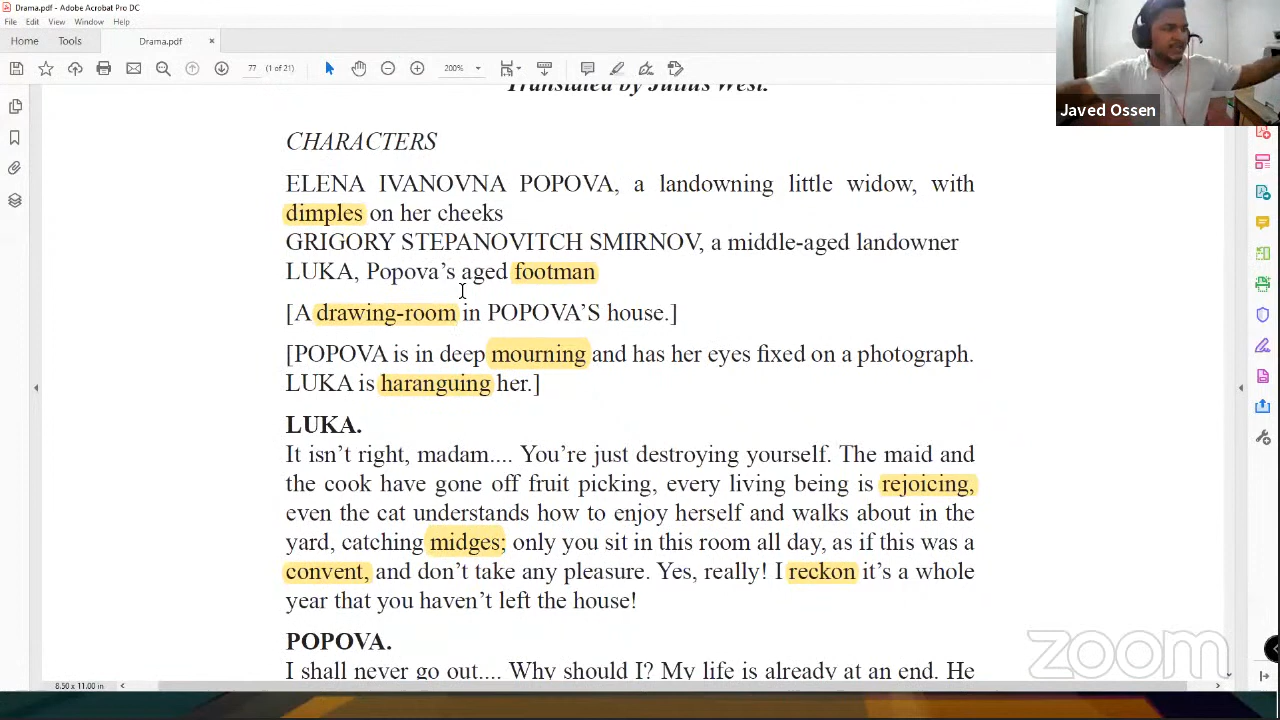 Drama.pdf - Adobe Acrobat Pro DC
File Edit View Window Help
Home Tools Drama.pdf ×
77 (1 of 21) 200%
Translated by Julius West.
Javed Ossen
CHARACTERS
ELENA IVANOVNA POPOVA, a landowning little widow, with
dimples on her cheeks
GRIGORY STEPANOVITCH SMIRNOV, a middle-aged landowner
LUKA, Popova’s aged footman
[A drawing-room in POPOVA’S house.]
[POPOVA is in deep mourning and has her eyes fixed on a photograph.
LUKA is haranguing her.]
LUKA.
It isn’t right, madam.... You’re just destroying yourself. The maid and
the cook have gone off fruit picking, every living being is rejoicing,
even the cat understands how to enjoy herself and walks about in the
yard, catching midges; only you sit in this room all day, as if this was a
convent, and don’t take any pleasure. Yes, really! I reckon it’s a whole
year that you haven’t left the house!
POPOVA.
I shall never go out.... Why should I? My life is already at an end. He
zoom
8.50 x 11.00 in